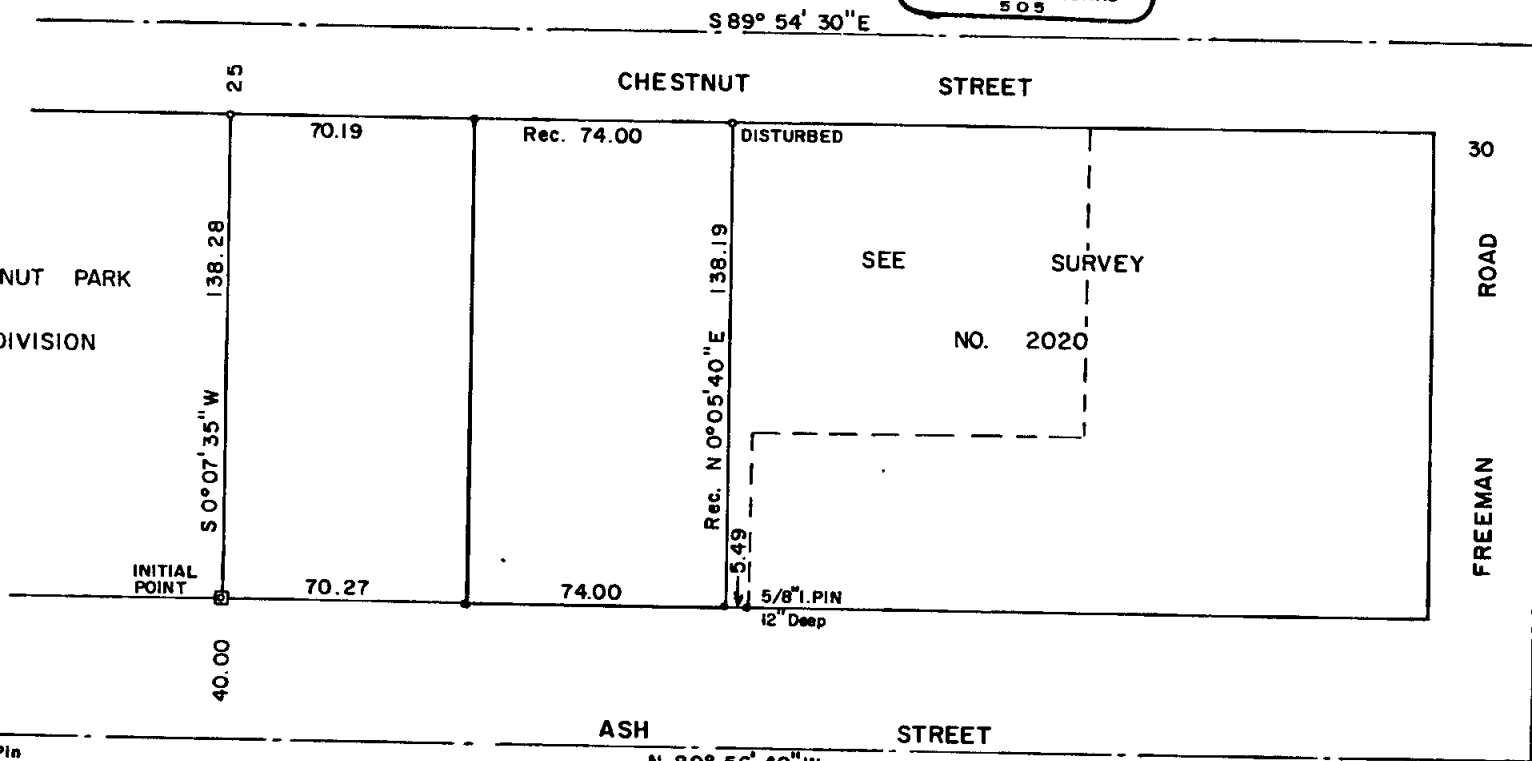 505
S 89° 54' 30"E
25
CHESTNUT STREET
70.19
Rec. 74.00
DISTURBED
30
138.28
138.19
SEE SURVEY
NO. 2020
ROAD
NUT PARK
DIVISION
S 0°07'35"W
Rec. N 0°05'40"E
FREEMAN
INITIAL
POINT
70.27
74.00
5.49
5/8"I.PIN
12"Deep
40.00
ASH STREET
Pin